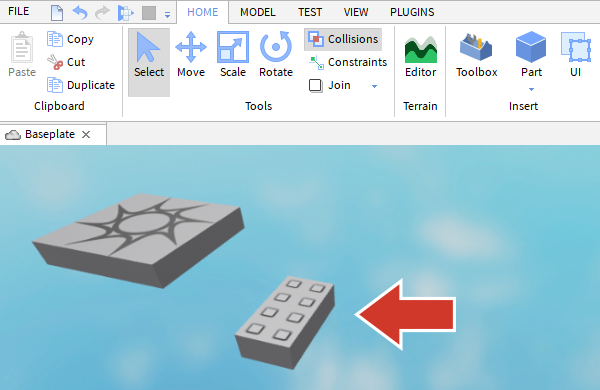 FILE HOME MODEL TEST VIEW PLUGINS
Paste
Copy
Cut
Duplicate
Clipboard
Select
Move
Scale
Rotate
Collisions
Constraints
Join
Tools
Editor
Terrain
Toolbox
Part
UI
Insert
Baseplate